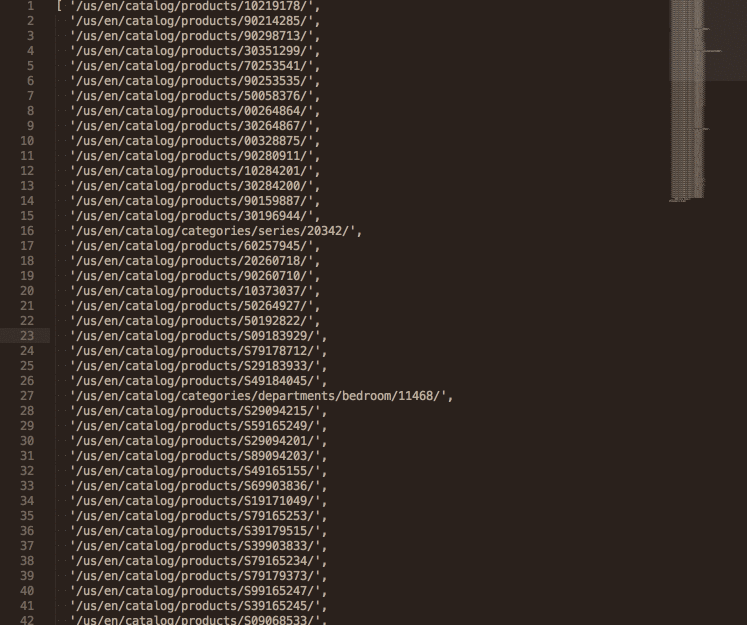 1 [ '/us/en/catalog/products/10219178/',
2 '/us/en/catalog/products/90214285/',
3 '/us/en/catalog/products/90298713/',
4 '/us/en/catalog/products/30351299/',
5 '/us/en/catalog/products/70253541/',
6 '/us/en/catalog/products/90253535/',
7 '/us/en/catalog/products/50058376/',
8 '/us/en/catalog/products/00264864/',
9 '/us/en/catalog/products/30264867/',
10 '/us/en/catalog/products/00328875/',
11 '/us/en/catalog/products/90280911/',
12 '/us/en/catalog/products/10284201/',
13 '/us/en/catalog/products/30284200/',
14 '/us/en/catalog/products/90159887/',
15 '/us/en/catalog/products/30196944/',
16 '/us/en/catalog/categories/series/20342/',
17 '/us/en/catalog/products/60257945/',
18 '/us/en/catalog/products/20260718/',
19 '/us/en/catalog/products/90260710/',
20 '/us/en/catalog/products/10373037/',
21 '/us/en/catalog/products/50264927/',
22 '/us/en/catalog/products/50192822/',
23 '/us/en/catalog/products/S09183929/',
24 '/us/en/catalog/products/S79178712/',
25 '/us/en/catalog/products/S29183933/',
26 '/us/en/catalog/products/S49184045/',
27 '/us/en/catalog/categories/departments/bedroom/11468/',
28 '/us/en/catalog/products/S29094215/',
29 '/us/en/catalog/products/S59165249/',
30 '/us/en/catalog/products/S29094201/',
31 '/us/en/catalog/products/S89094203/',
32 '/us/en/catalog/products/S49165155/',
33 '/us/en/catalog/products/S69903836/',
34 '/us/en/catalog/products/S19171049/',
35 '/us/en/catalog/products/S79165253/',
36 '/us/en/catalog/products/S39179515/',
37 '/us/en/catalog/products/S39903833/',
38 '/us/en/catalog/products/S79165234/',
39 '/us/en/catalog/products/S79179373/',
40 '/us/en/catalog/products/S99165247/',
41 '/us/en/catalog/products/S39165245/',
42 '/us/en/catalog/products/S09068533/',